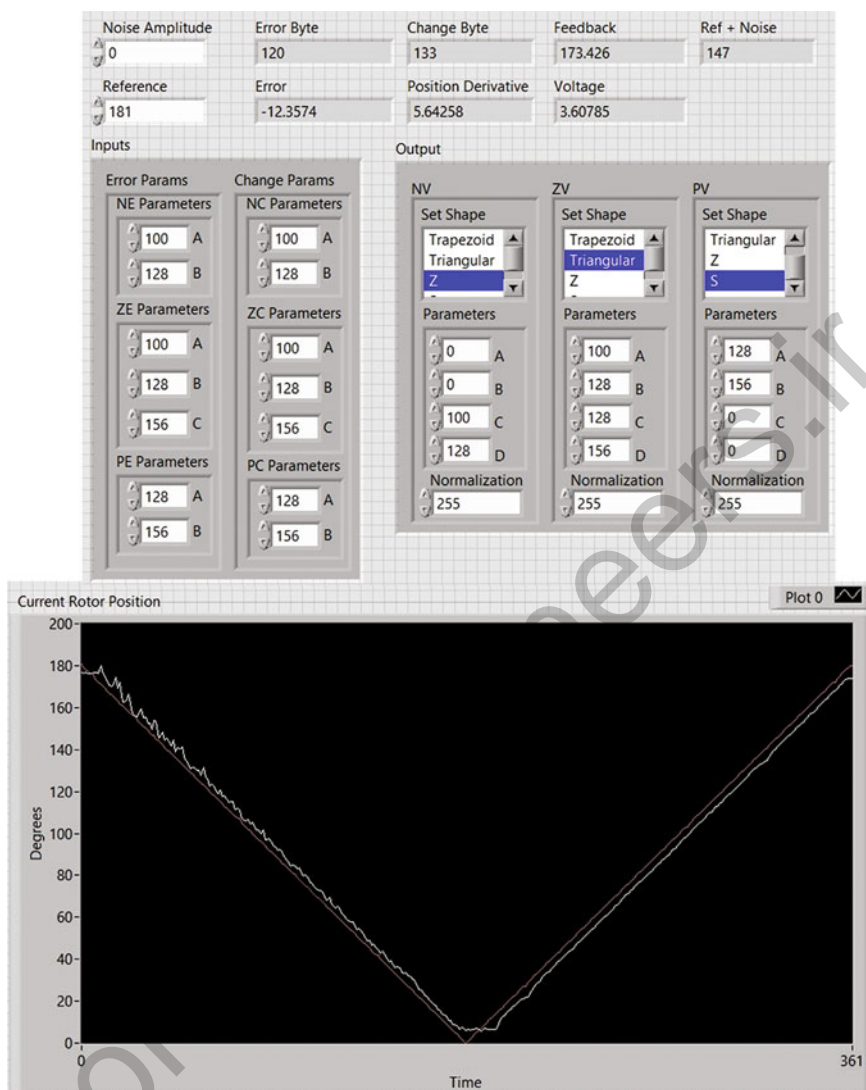 Noise Amplitude Error Byte Change Byte Feedback Ref + Noise
0 120 133 173.426 147
Reference Error Position Derivative Voltage
181 -12.3574 5.64258 3.60785
Inputs
Error Params Change Params
NE Parameters NC Parameters
100 A 100 A
128 B 128 B
ZE Parameters ZC Parameters
100 A 100 A
128 B 128 B
156 C 156 C
PE Parameters PC Parameters
128 A 128 A
156 B 156 B
Output
NV ZV PV
Set Shape Set Shape Set Shape
Trapezoid Trapezoid Triangular
Triangular Triangular Z
Z Z S
Parameters Parameters Parameters
0 A 100 A 128 A
0 B 128 B 156 B
100 C 128 C 0 C
128 D 156 D 0 D
Normalization Normalization Normalization
255 255 255
Current Rotor Position Plot 0
200
180
160
140
120
100
80
60
40
20
0
Degrees
0 361
Time